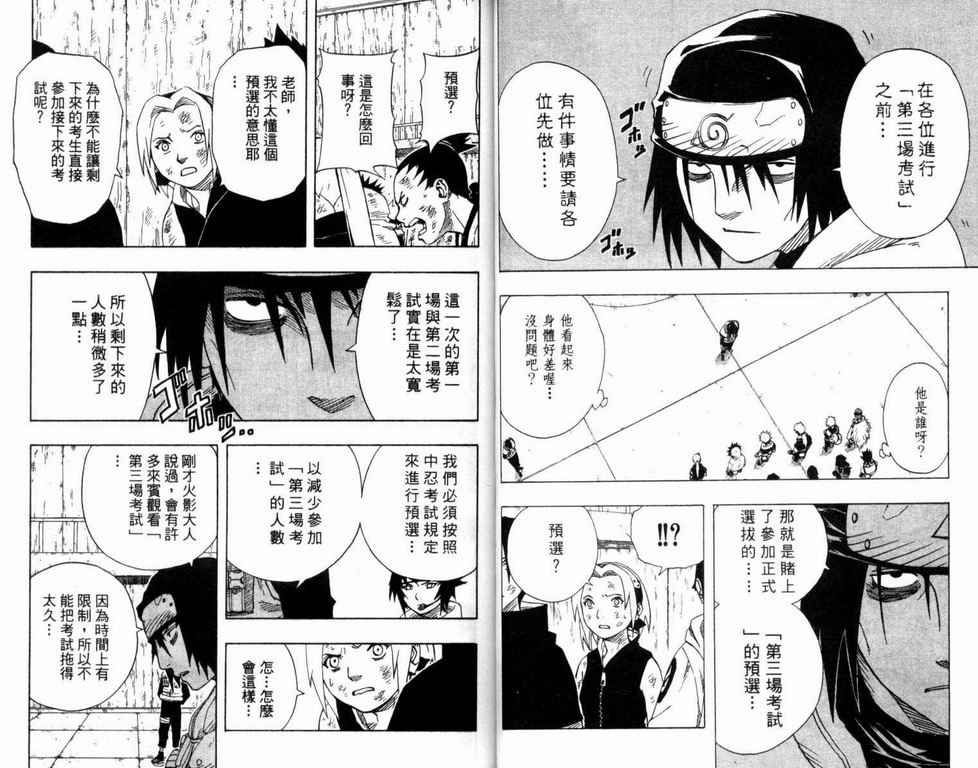 在各位進行
「第三場考試」
之前…
有件事情要請各
位先做……
ゴホッ
ゴホッ
他是誰呀?
他看起來
身體好差喔…
沒問題吧?
那就是賭上
了參加正式
選拔的……
「第三場考試
」的預選…
!!?
預選?
預選?
這是怎麼回
事呀?
老師,
我不太懂這個
預選的意思耶
…
為什麼不能讓剩
下來的考生直接
參加接下來的考
試呢?
這一次的第一
場與第二場考
試實在是太寬
鬆了…
所以剩下來的
人數稍微多了
一點…
ゴホッ…
我們必須按照
中忍考試規定
來進行預選…
以減少參加
「第三場考
試」的人數
…
剛才火影大人
說過,會有許
多來賓觀看「
第三場考試」
…
怎…怎麼
會這樣…
因為時間上有
限制,所以不
能把考試拖得
太久…